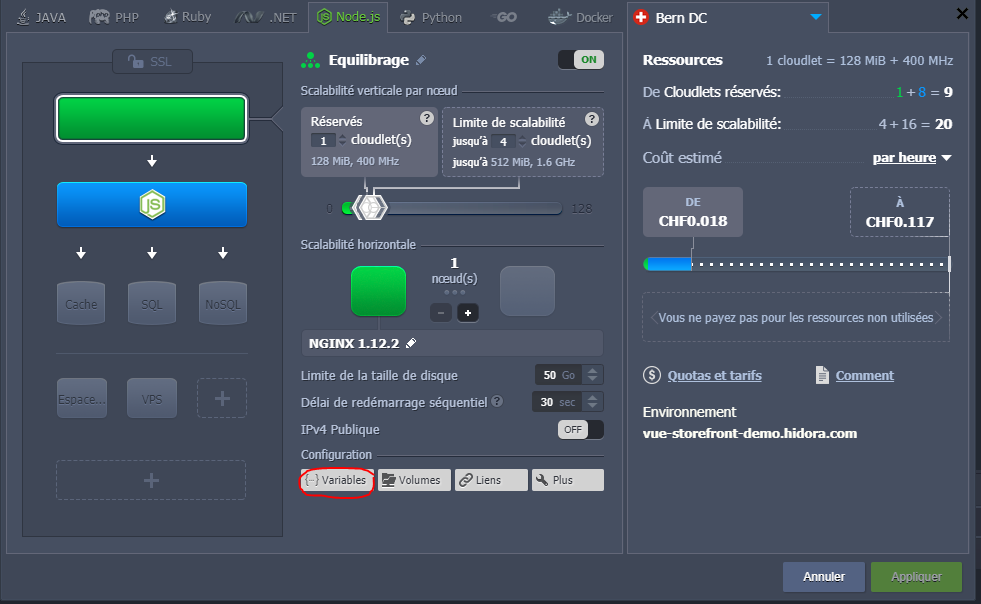 JAVA PHP Ruby .NET Node.js Python GO Docker
SSL
JS
Cache SQL NoSQL
Espace... VPS
Equilibrage ON
Scalabilité verticale par nœud
Réservés ?
1 cloudlet(s)
128 MiB, 400 MHz
Limite de scalabilité ?
jusqu'à 4 cloudlet(s)
jusqu'à 512 MiB, 1.6 GHz
0 128
Scalabilité horizontale
1
nœud(s)
- +
NGINX 1.12.2
Limite de la taille de disque 50 Go
Délai de redémarrage séquentiel ? 30 sec
IPv4 Publique OFF
Configuration
Variables Volumes Liens Plus
Bern DC
Ressources 1 cloudlet = 128 MiB + 400 MHz
De Cloudlets réservés: 1 + 8 = 9
À Limite de scalabilité: 4 + 16 = 20
Coût estimé par heure
DE
CHF0.018
À
CHF0.117
Vous ne payez pas pour les ressources non utilisées
$ Quotas et tarifs Comment
Environnement
vue-storefront-demo.hidora.com
Annuler Appliquer